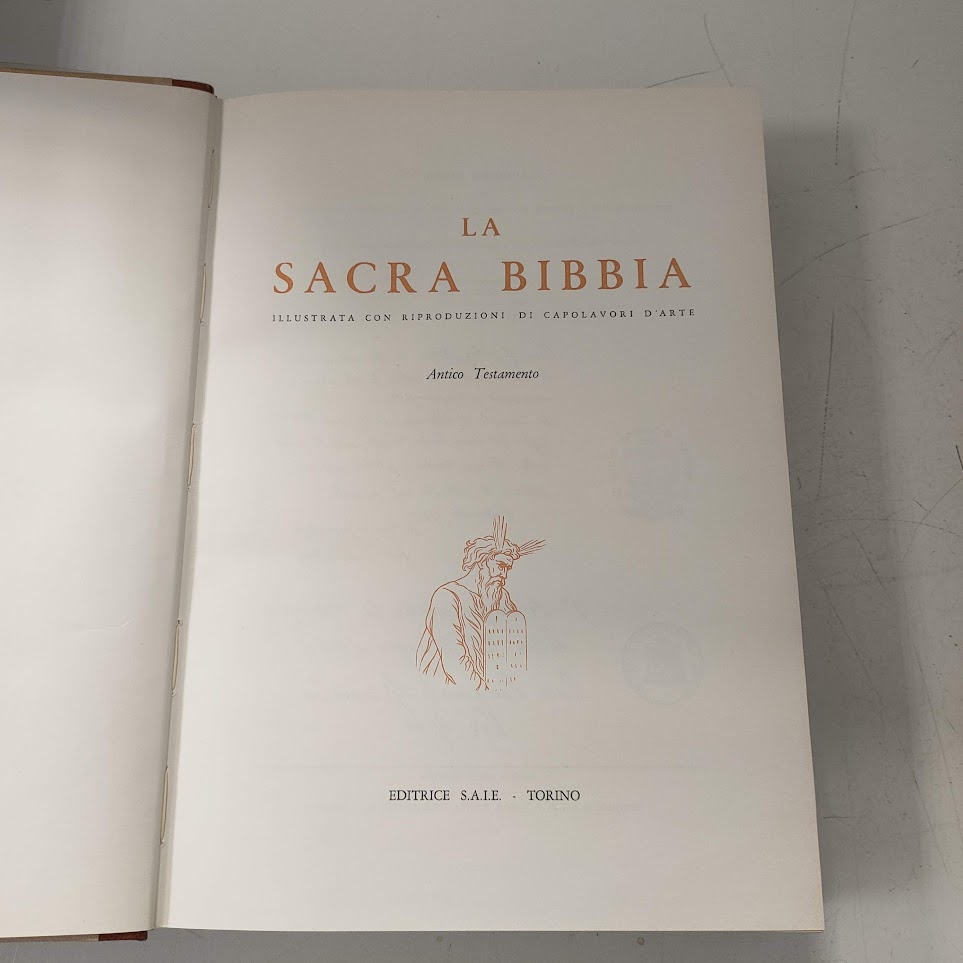 LA
SACRA BIBBIA
ILLUSTRATA CON RIPRODUZIONI DI CAPOLAVORI D'ARTE
Antico Testamento
EDITRICE S.A.I.E. - TORINO